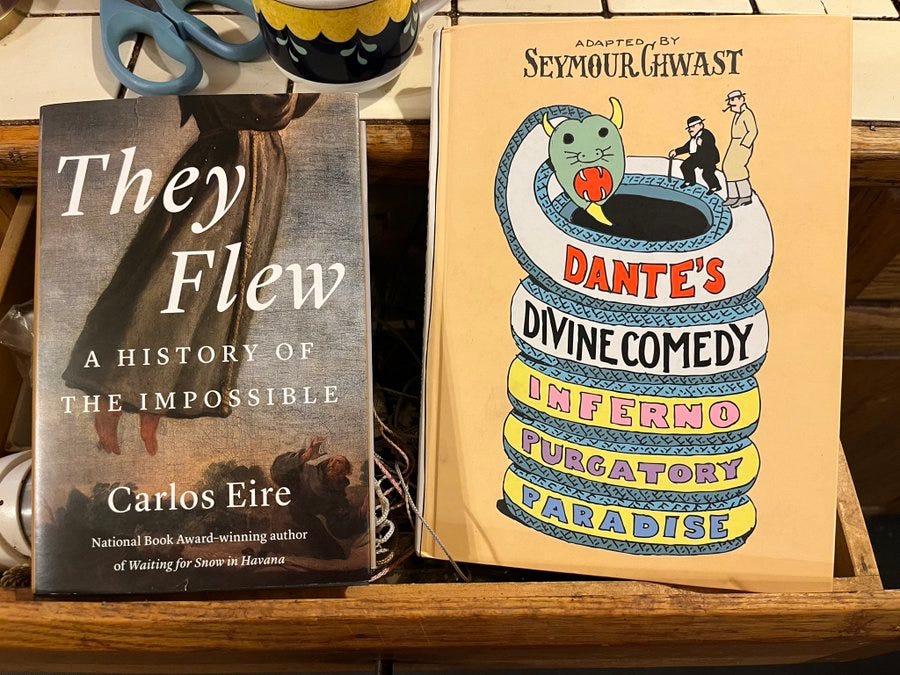 They
Flew
A HISTORY OF
THE IMPOSSIBLE
Carlos Eire
National Book Award–winning author
of Waiting for Snow in Havana
ADAPTED BY
SEYMOUR CHWAST
DANTE'S
DIVINE COMEDY
INFERNO
PURGATORY
PARADISE